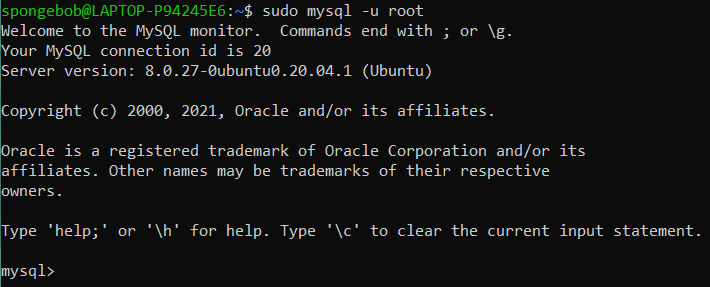 spongebob@LAPTOP-P94245E6:~$ sudo mysql -u root
Welcome to the MySQL monitor.  Commands end with ; or \g.
Your MySQL connection id is 20
Server version: 8.0.27-0ubuntu0.20.04.1 (Ubuntu)
Copyright (c) 2000, 2021, Oracle and/or its affiliates.
Oracle is a registered trademark of Oracle Corporation and/or its
affiliates. Other names may be trademarks of their respective
owners.
Type 'help;' or '\h' for help. Type '\c' to clear the current input statement.
mysql>